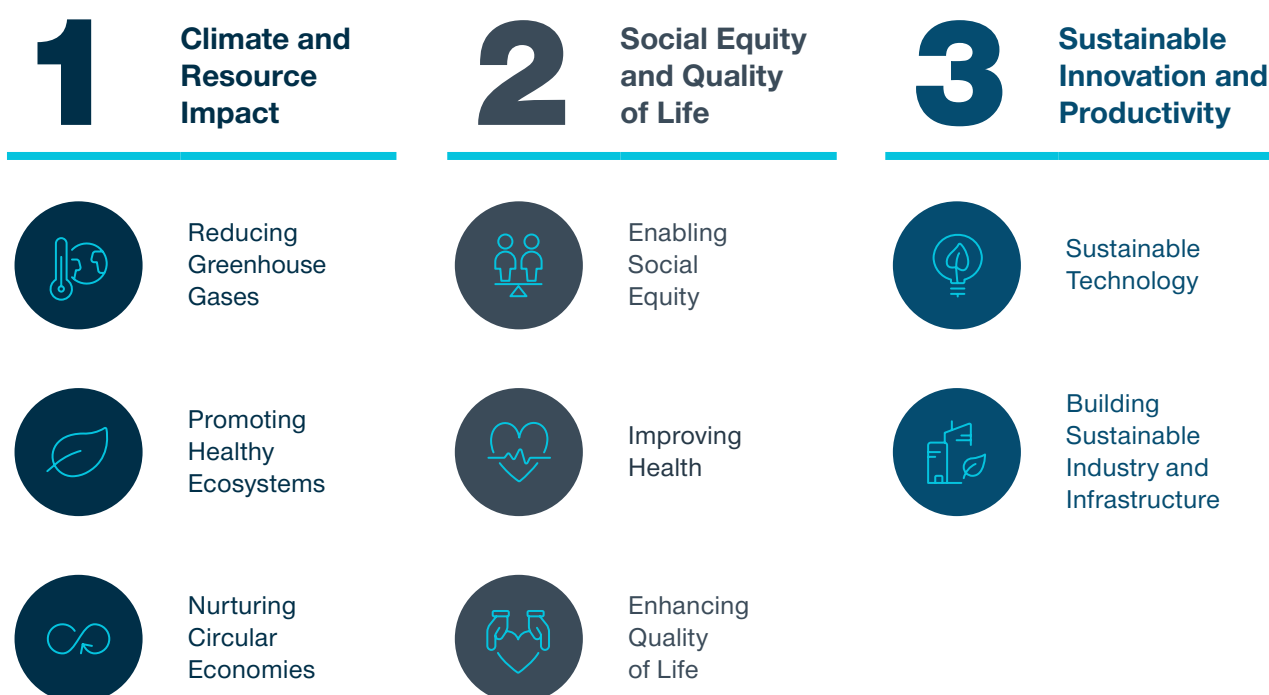 1
Climate and
Resource
Impact
Reducing
Greenhouse
Gases
Promoting
Healthy
Ecosystems
Nurturing
Circular
Economies
2
Social Equity
and Quality
of Life
Enabling
Social
Equity
Improving
Health
Enhancing
Quality
of Life
3
Sustainable
Innovation and
Productivity
Sustainable
Technology
Building
Sustainable
Industry and
Infrastructure